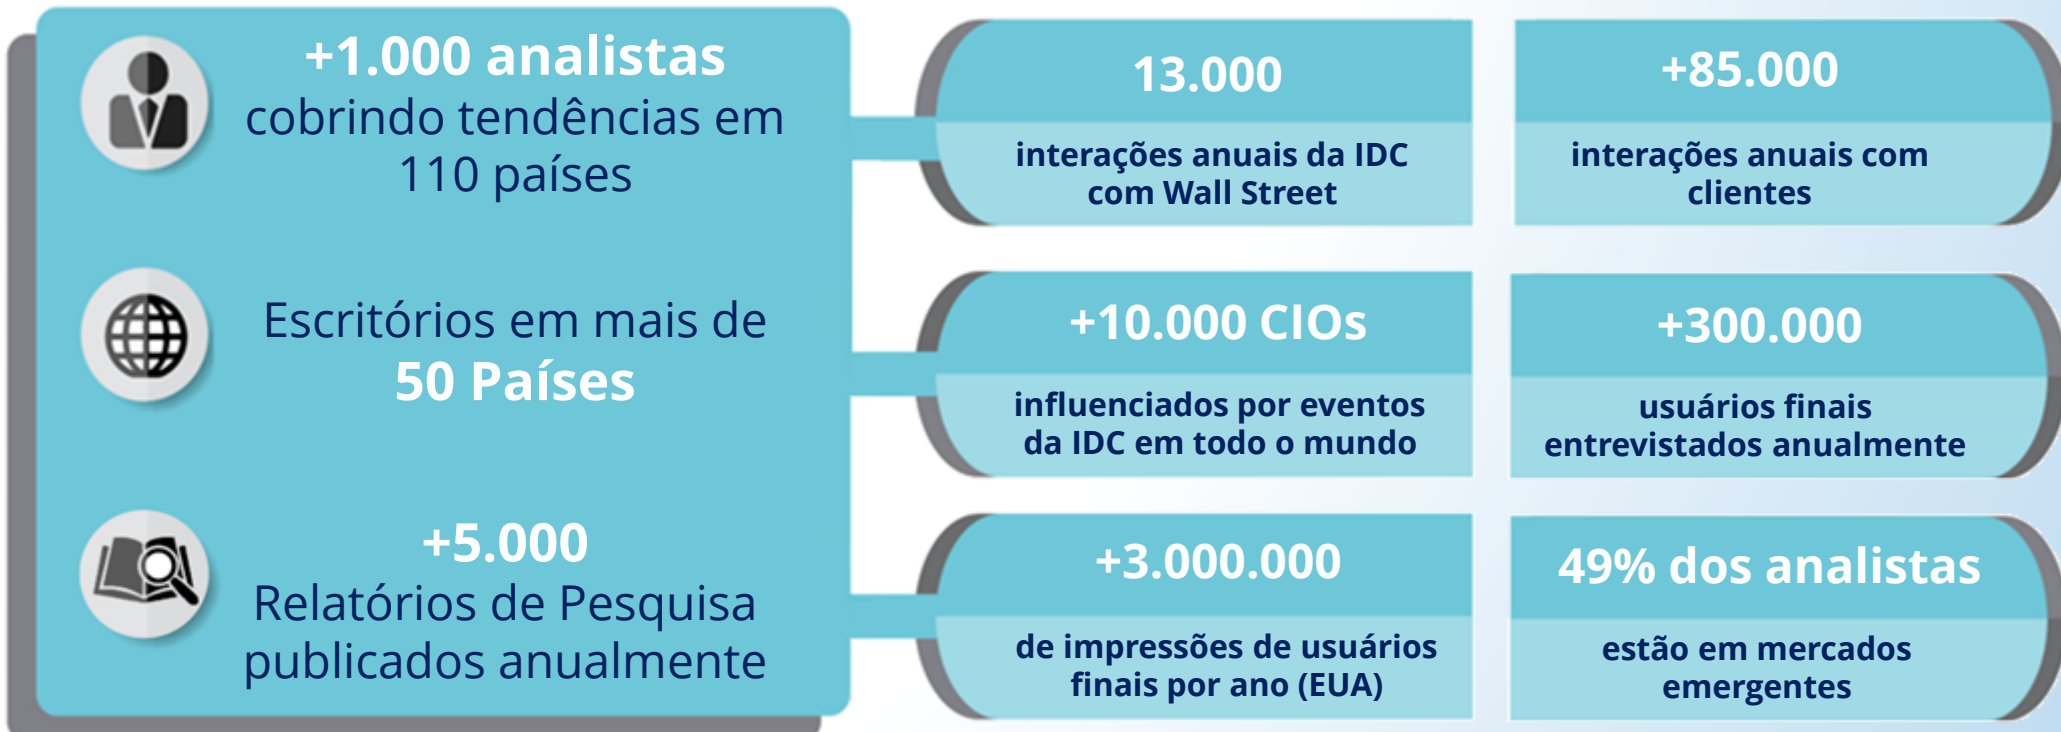 +1.000 analistas
cobrindo tendências em
110 países
Escritórios em mais de
50 Países
+5.000
Relatórios de Pesquisa
publicados anualmente
13.000
interações anuais da IDC
com Wall Street
+85.000
interações anuais com
clientes
+10.000 CIOs
influenciados por eventos
da IDC em todo o mundo
+300.000
usuários finais
entrevistados anualmente
+3.000.000
de impressões de usuários
finais por ano (EUA)
49% dos analistas
estão em mercados
emergentes